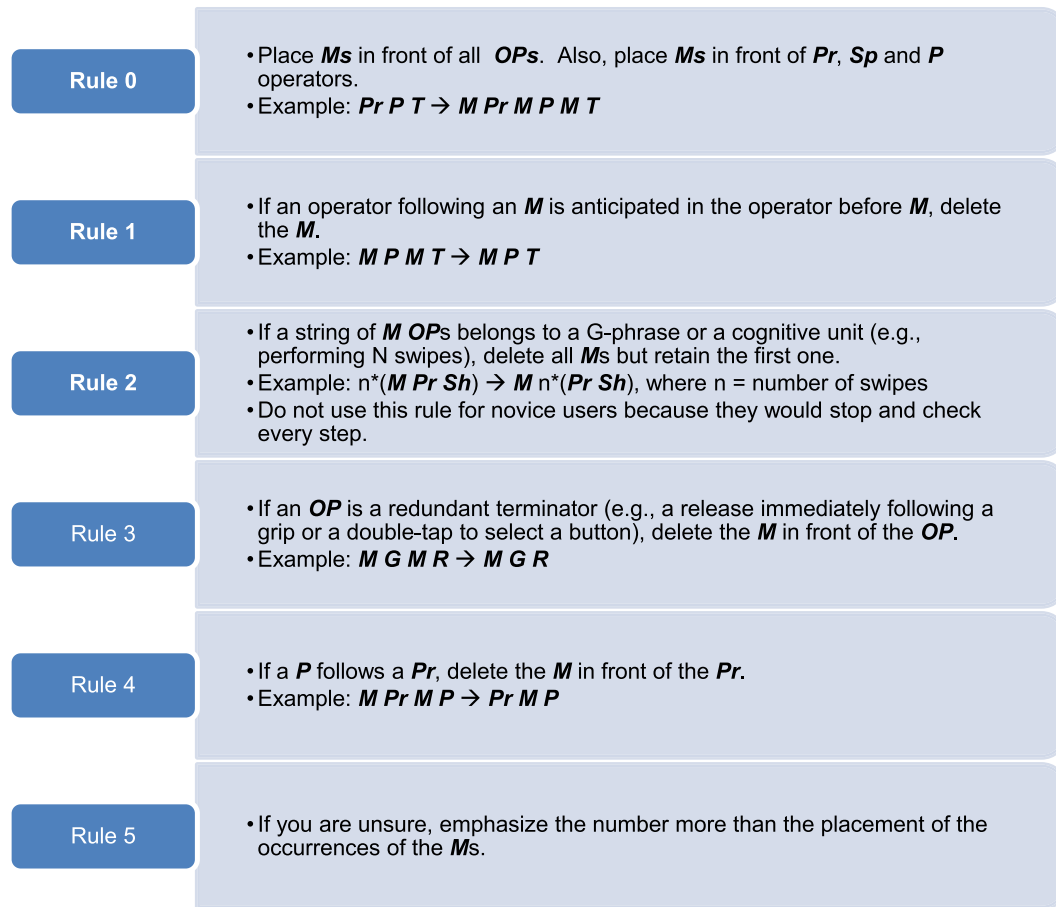 Rule 0
• Place Ms in front of all OPs. Also, place Ms in front of Pr, Sp and P
operators.
• Example: Pr P T → M Pr M P M T
Rule 1
• If an operator following an M is anticipated in the operator before M, delete
the M.
• Example: M P M T → M P T
Rule 2
• If a string of M OPs belongs to a G-phrase or a cognitive unit (e.g.,
performing N swipes), delete all Ms but retain the first one.
• Example: n*(M Pr Sh) → M n*(Pr Sh), where n = number of swipes
• Do not use this rule for novice users because they would stop and check
every step.
Rule 3
• If an OP is a redundant terminator (e.g., a release immediately following a
grip or a double-tap to select a button), delete the M in front of the OP.
• Example: M G M R → M G R
Rule 4
• If a P follows a Pr, delete the M in front of the Pr.
• Example: M Pr M P → Pr M P
Rule 5
• If you are unsure, emphasize the number more than the placement of the
occurrences of the Ms.